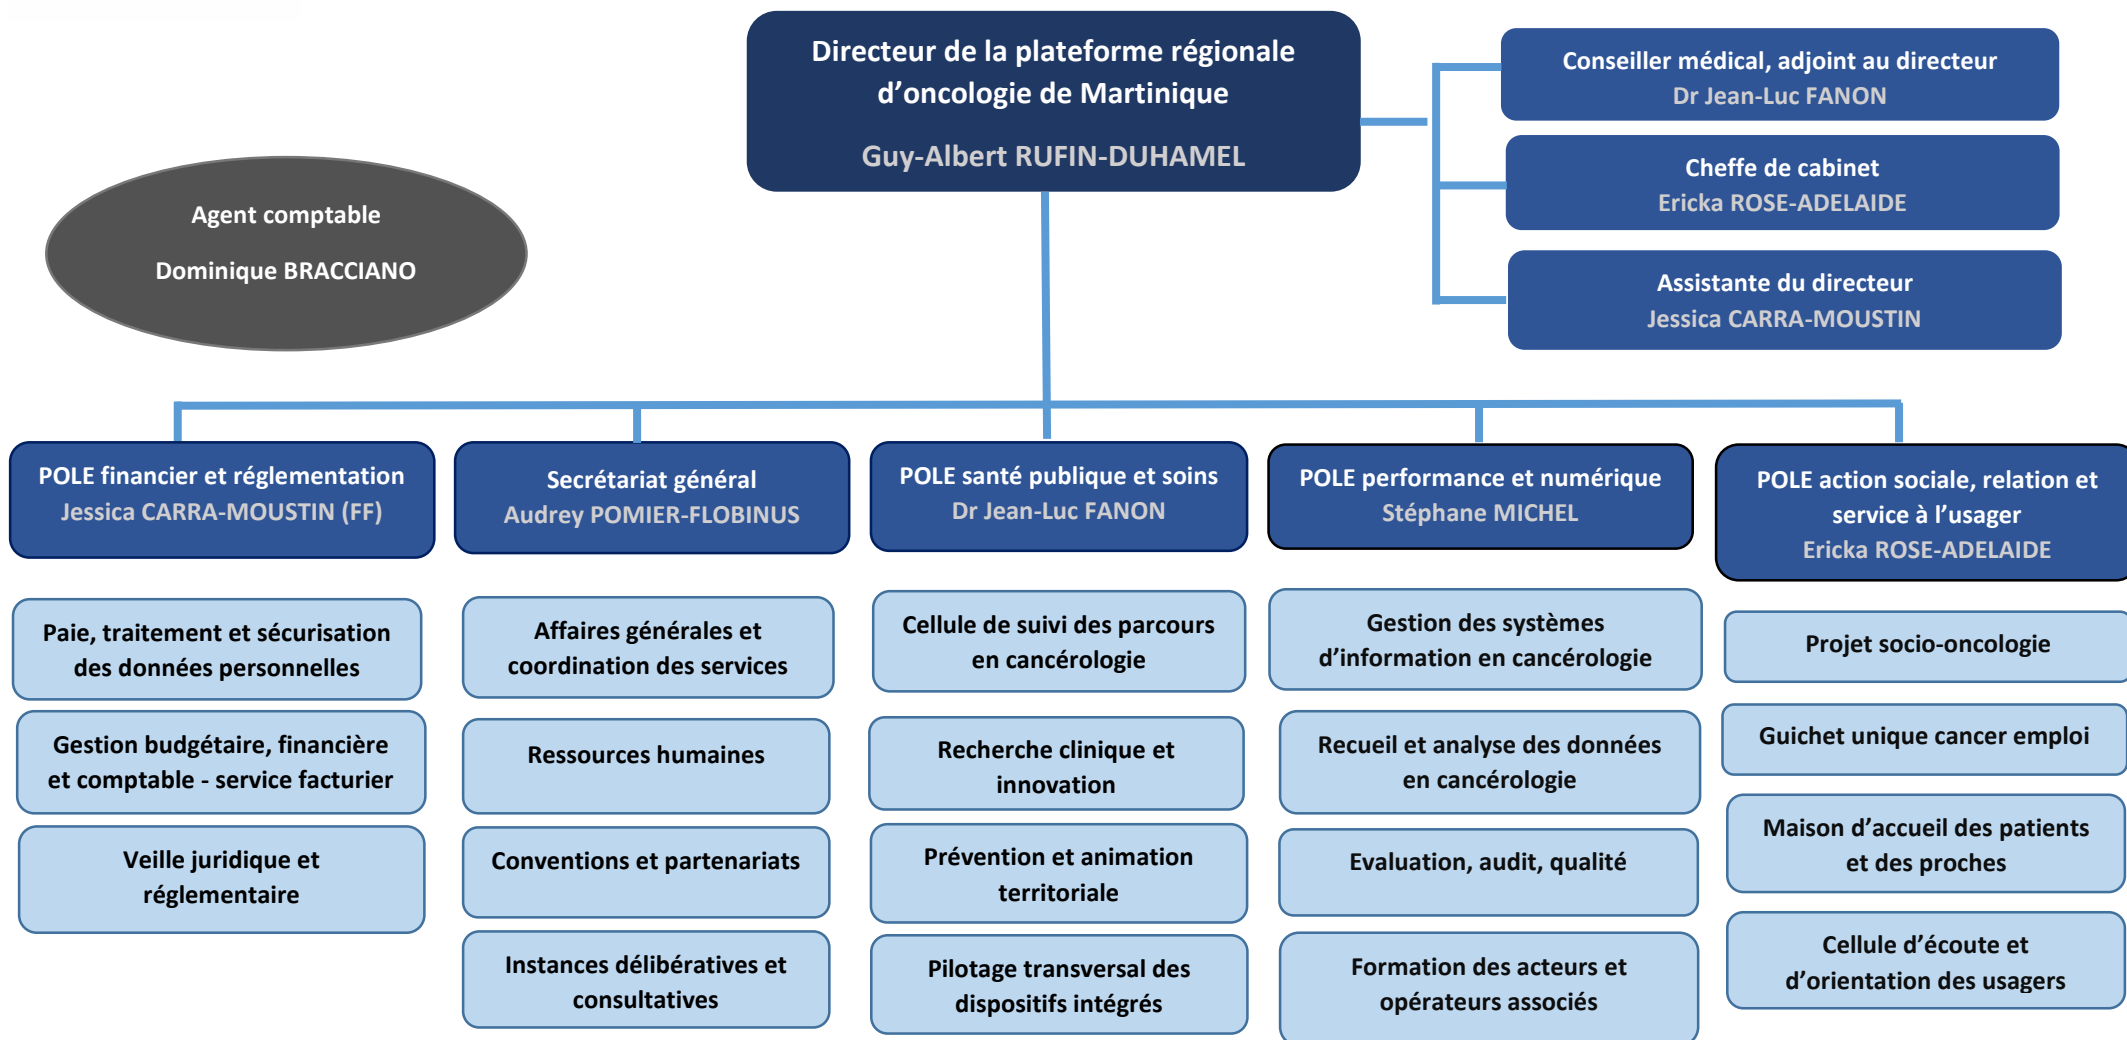 Directeur de la plateforme régionale
d’oncologie de Martinique
Guy-Albert RUFIN-DUHAMEL
Conseiller médical, adjoint au directeur
Dr Jean-Luc FANON
Cheffe de cabinet
Ericka ROSE-ADELAIDE
Assistante du directeur
Jessica CARRA-MOUSTIN
Agent comptable
Dominique BRACCIANO
POLE financier et réglementation
Jessica CARRA-MOUSTIN (FF)
Paie, traitement et sécurisation
des données personnelles
Gestion budgétaire, financière
et comptable - service facturier
Veille juridique et
réglementaire
Secrétariat général
Audrey POMIER-FLOBINUS
Affaires générales et
coordination des services
Ressources humaines
Conventions et partenariats
Instances délibératives et
consultatives
POLE santé publique et soins
Dr Jean-Luc FANON
Cellule de suivi des parcours
en cancérologie
Recherche clinique et
innovation
Prévention et animation
territoriale
Pilotage transversal des
dispositifs intégrés
POLE performance et numérique
Stéphane MICHEL
Gestion des systèmes
d’information en cancérologie
Recueil et analyse des données
en cancérologie
Evaluation, audit, qualité
Formation des acteurs et
opérateurs associés
POLE action sociale, relation et
service à l’usager
Ericka ROSE-ADELAIDE
Projet socio-oncologie
Guichet unique cancer emploi
Maison d’accueil des patients
et des proches
Cellule d’écoute et
d’orientation des usagers